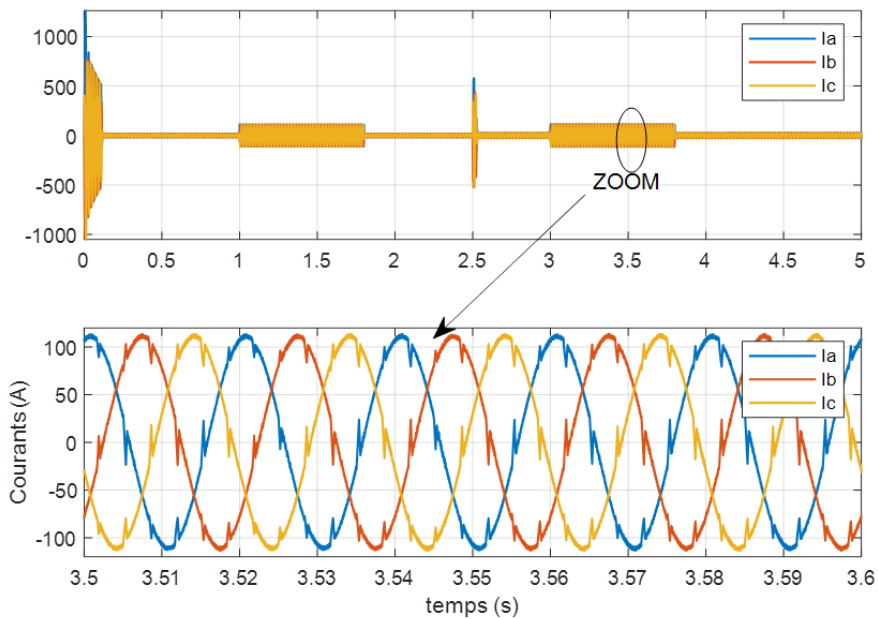 1000
500
0
-500
-1000
Ia
Ib
Ic
ZOOM
0 0.5 1 1.5 2 2.5 3 3.5 4 4.5 5
Courants (A)
100
50
0
-50
-100
Ia
Ib
Ic
3.5 3.51 3.52 3.53 3.54 3.55 3.56 3.57 3.58 3.59 3.6
temps (s)